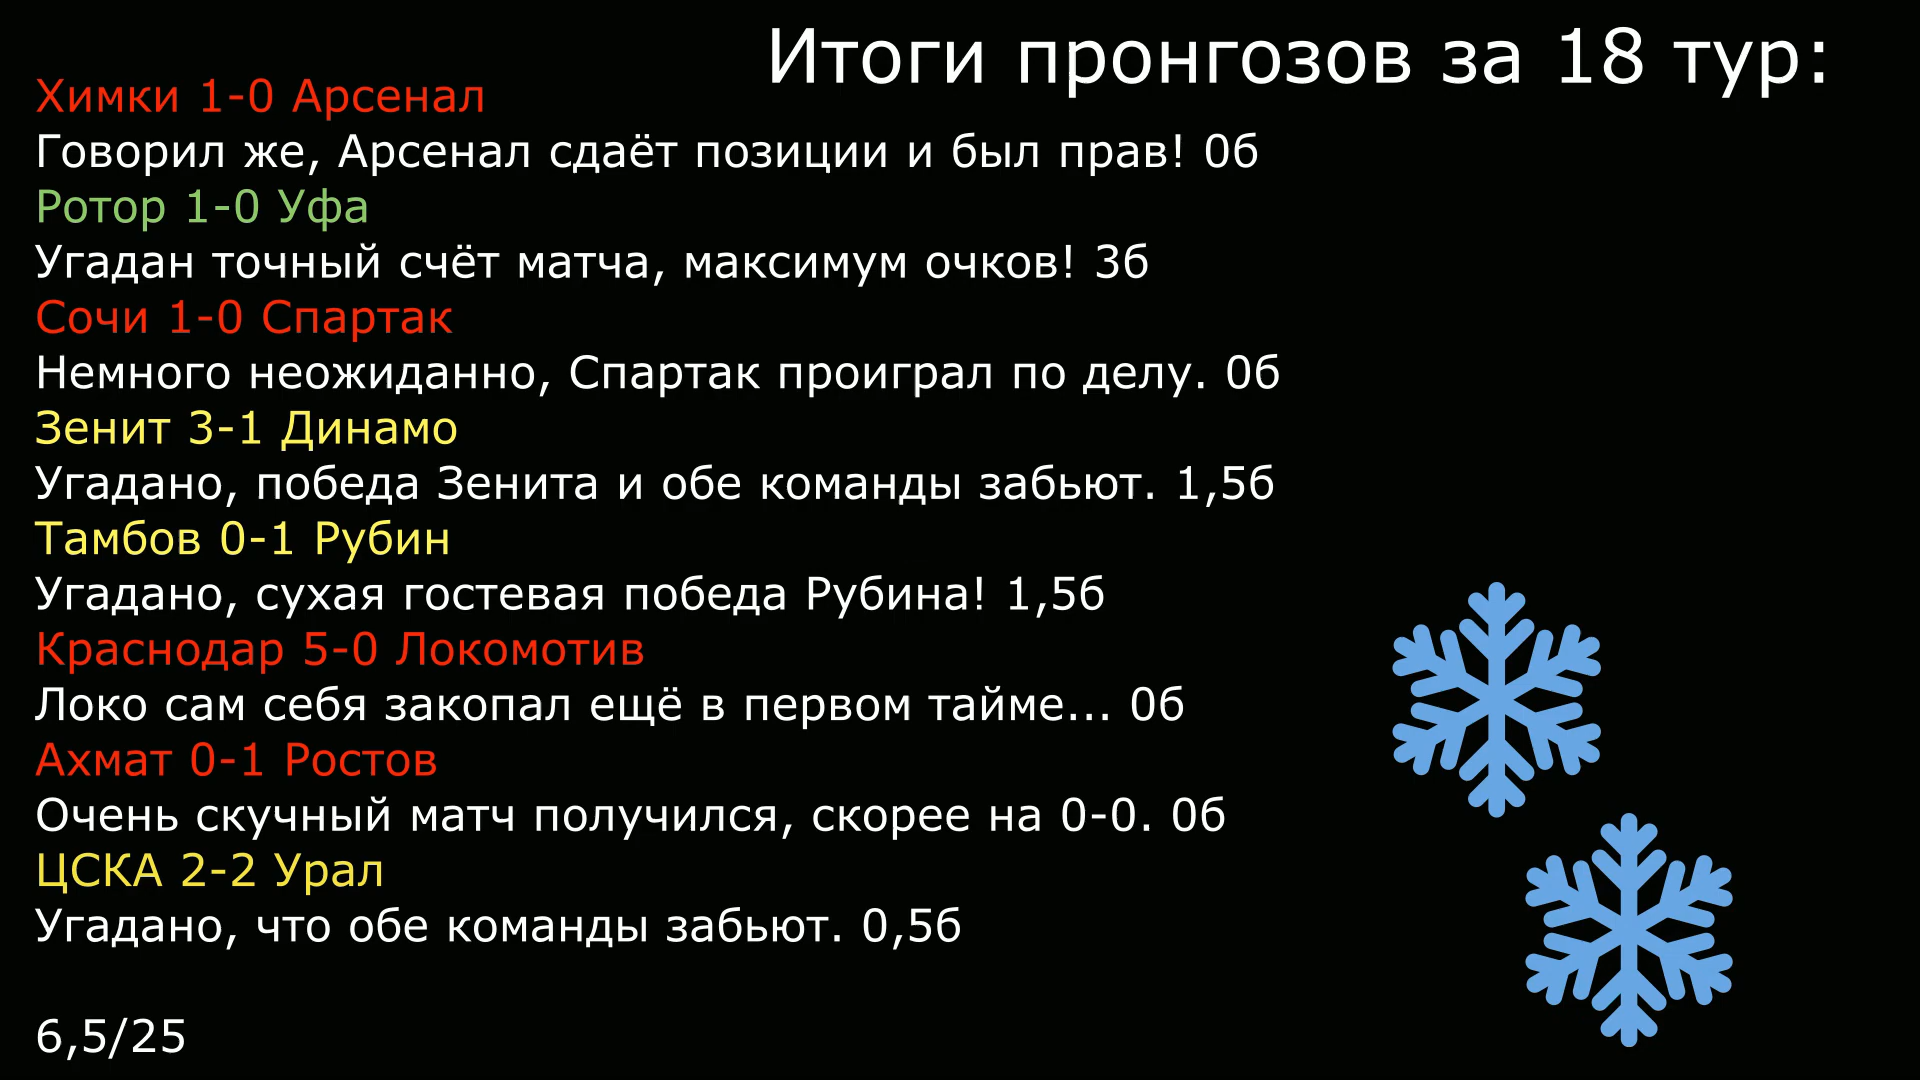 Итоги пронгозов за 18 тур:
Химки 1-0 Арсенал
Говорил же, Арсенал сдаёт позиции и был прав! 0б
Ротор 1-0 Уфа
Угадан точный счёт матча, максимум очков! 3б
Сочи 1-0 Спартак
Немного неожиданно, Спартак проиграл по делу. 0б
Зенит 3-1 Динамо
Угадано, победа Зенита и обе команды забьют. 1,5б
Тамбов 0-1 Рубин
Угадано, сухая гостевая победа Рубина! 1,5б
Краснодар 5-0 Локомотив
Локо сам себя закопал ещё в первом тайме... 0б
Ахмат 0-1 Ростов
Очень скучный матч получился, скорее на 0-0. 0б
ЦСКА 2-2 Урал
Угадано, что обе команды забьют. 0,5б
6,5/25